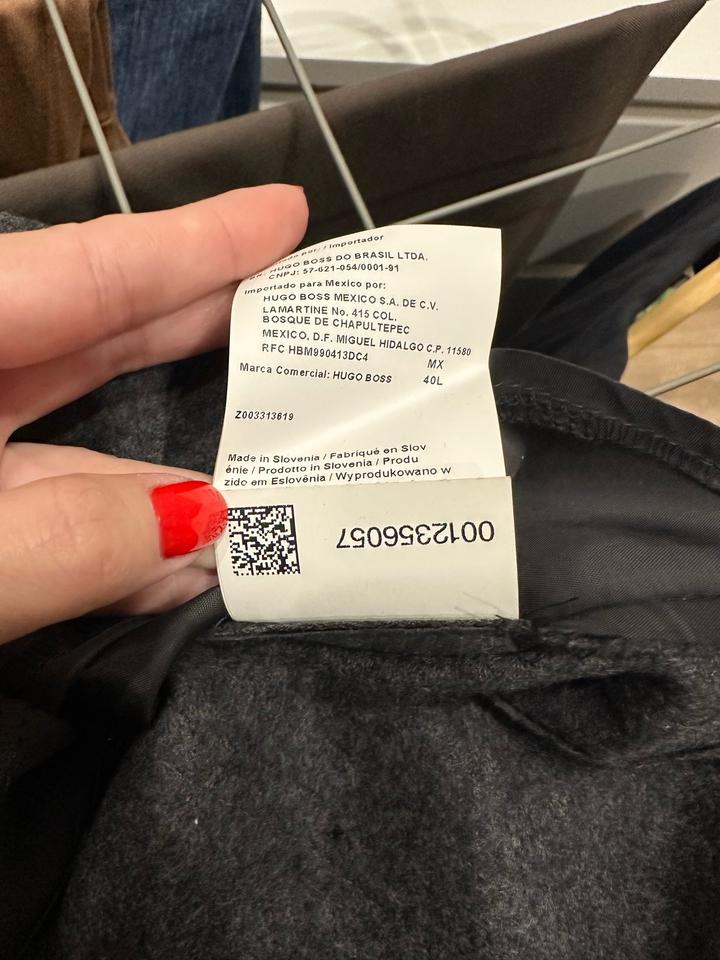 por: / Importador
HUGO BOSS DO BRASIL LTDA.
CNPJ: 57-621-054/0001-91
Importado para Mexico por:
HUGO BOSS MEXICO S.A. DE C.V.
LAMARTINE No. 415 COL.
BOSQUE DE CHAPULTEPEC
MEXICO, D.F. MIGUEL HIDALGO C.P. 11580
RFC HBM990413DC4 MX
Marca Comercial: HUGO BOSS 40L
Z003313619
Made in Slovenia / Fabriqué en Slov
énie / Prodotto in Slovenia / Produ
zido em Eslovênia / Wyprodukowano w
0012356057